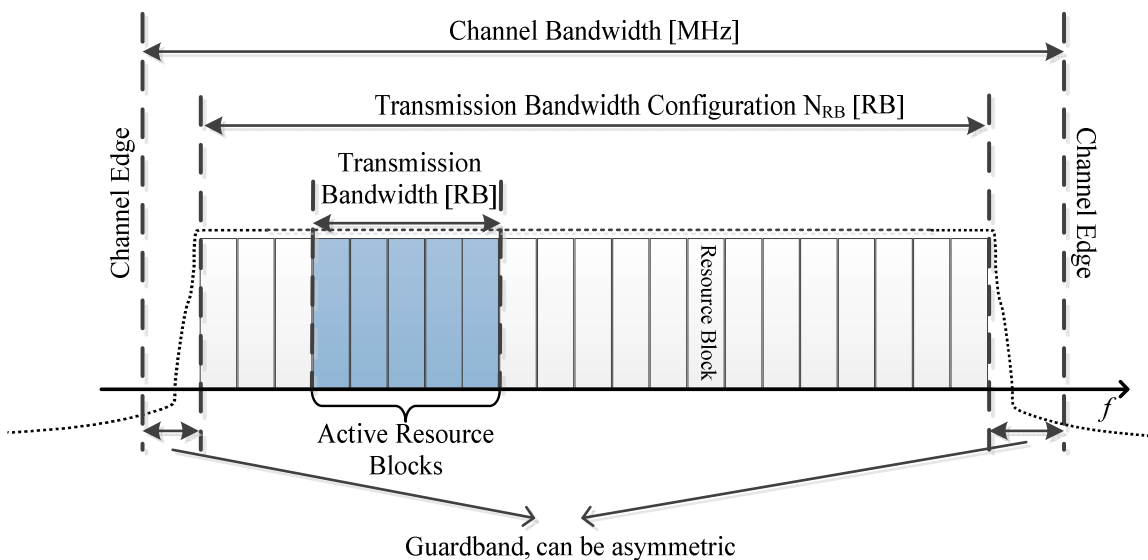 Channel Bandwidth [MHz]
Transmission Bandwidth Configuration NRB [RB]
Transmission
Bandwidth [RB]
Channel Edge
Channel Edge
Resource Block
f
Active Resource
Blocks
Guardband, can be asymmetric